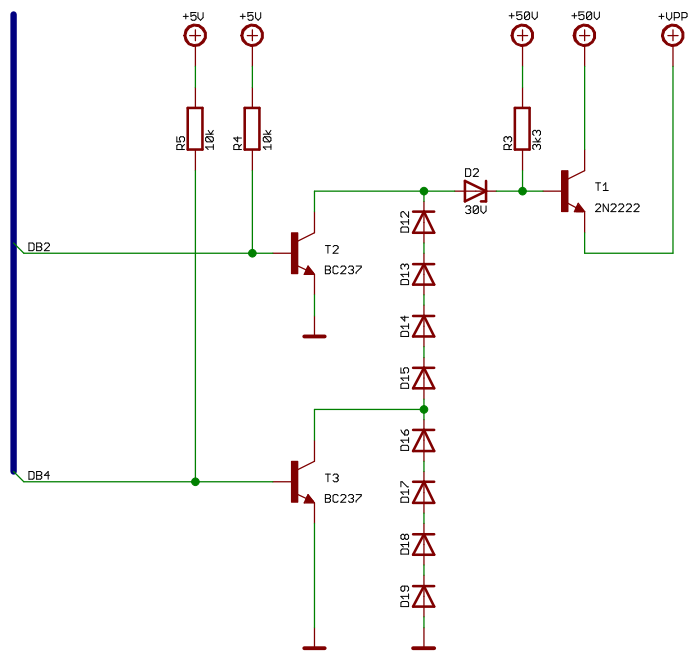 +5V
+5V
+50V
+50V
+VPP
R5
10k
R4
10k
R3
3k3
D2
30V
T1
2N2222
D12
DB2
T2
BC237
D13
D14
D15
D16
DB4
T3
BC237
D17
D18
D19